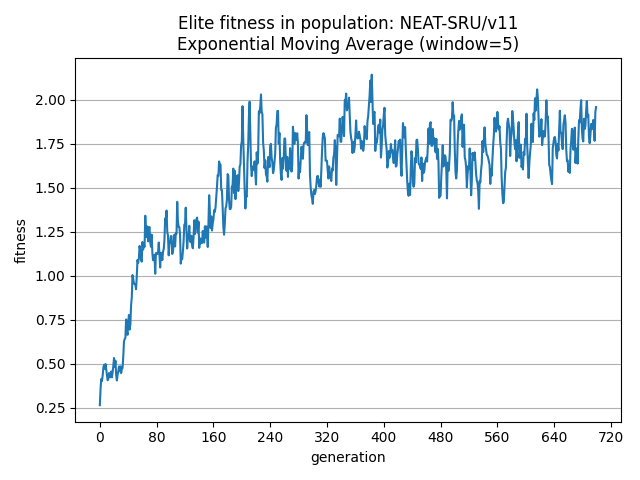 Elite fitness in population: NEAT-SRU/v11
Exponential Moving Average (window=5)
fitness
2.00
1.75
1.50
1.25
1.00
0.75
0.50
0.25
0 80 160 240 320 400 480 560 640 720
generation